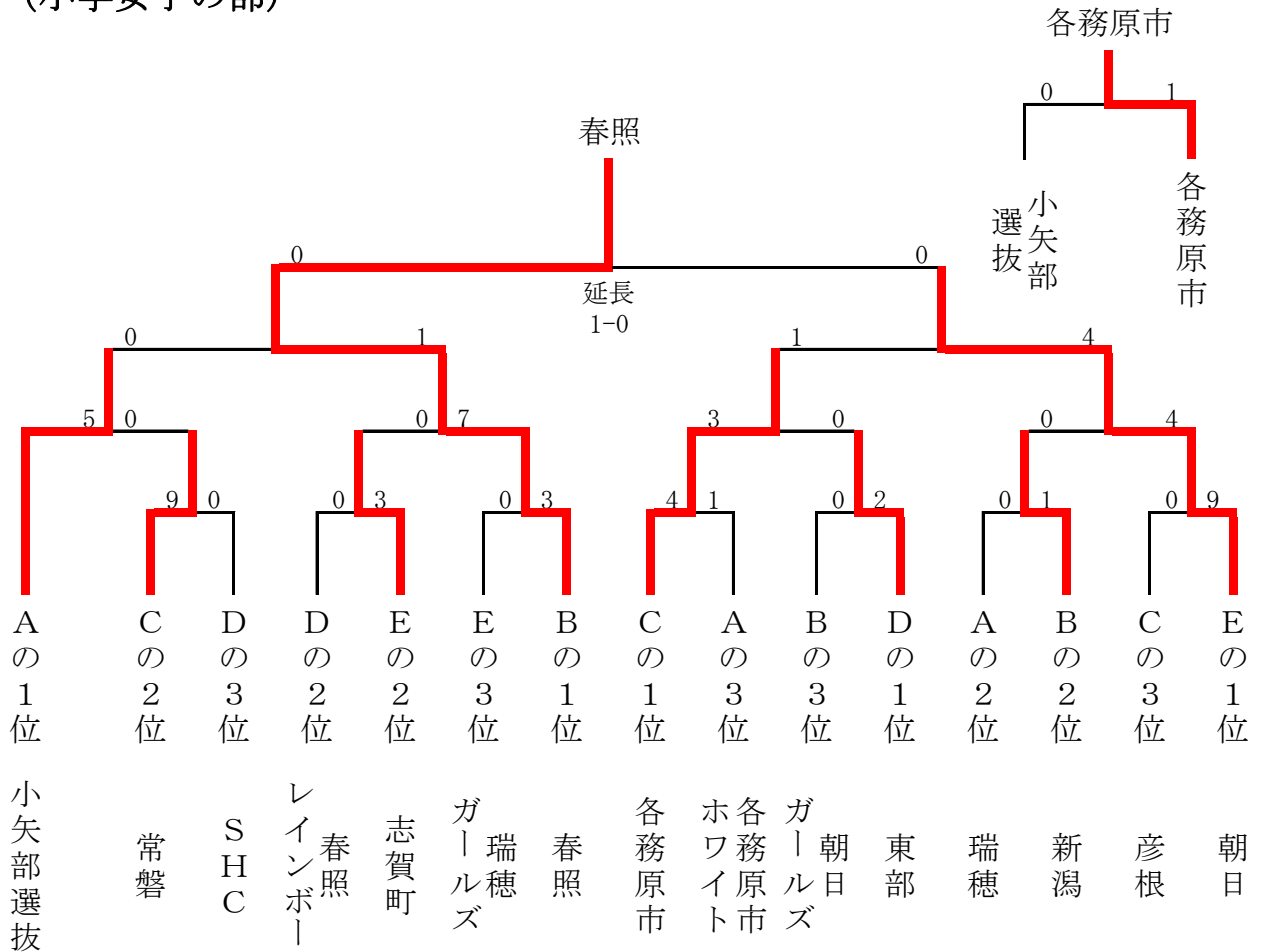 (小学女子の部)
各務原市
0 1
小矢部
選抜
各務原市
春照
0 0
延長
1-0
0 1 1 4
5 0 0 7 3 0 0 4
9 0 0 3 0 3 4 1 0 2 0 1 0 9
Aの1位 Cの2位 Dの3位 Dの2位 Eの2位 Eの3位 Bの1位 Cの1位 Aの3位 Bの3位 Dの1位 Aの2位 Bの2位 Cの3位 Eの1位
小矢部選抜
常磐
SHC
春照
レインボー
志賀町
瑞穂
ガールズ
春照
各務原市
各務原市
ホワイト
朝日
ガールズ
東部
瑞穂
新潟
彦根
朝日